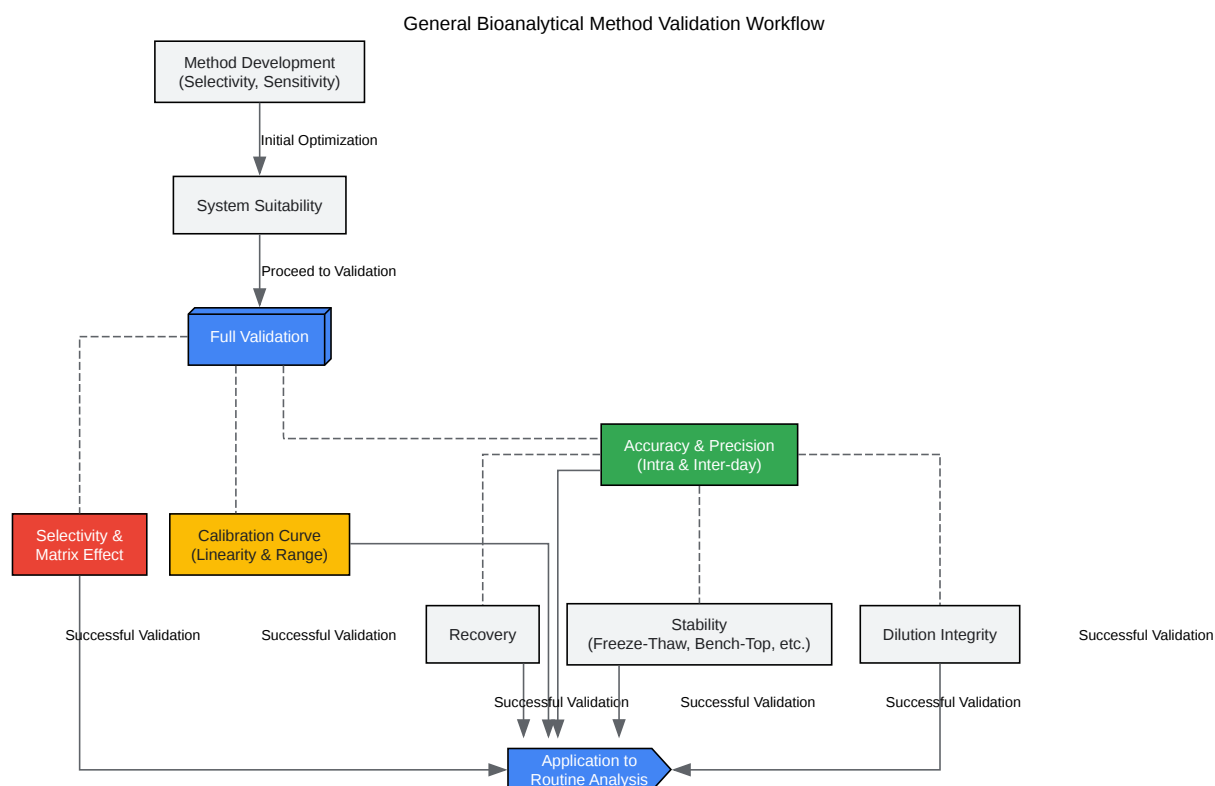 General Bioanalytical Method Validation Workflow
Method Development
(Selectivity, Sensitivity)
Initial Optimization
System Suitability
Proceed to Validation
Full Validation
Accuracy & Precision
(Intra & Inter-day)
Selectivity &
Matrix Effect
Calibration Curve
(Linearity & Range)
Recovery
Stability
(Freeze-Thaw, Bench-Top, etc.)
Dilution Integrity
Successful Validation
Successful Validation
Successful Validation
Successful Validation
Successful Validation
Successful Validation
Application to
Routine Analysis